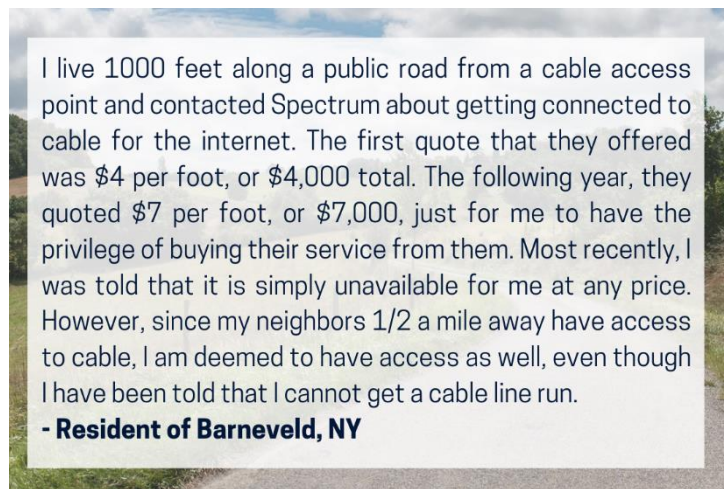 I live 1000 feet along a public road from a cable access
point and contacted Spectrum about getting connected to
cable for the internet. The first quote that they offered
was $4 per foot, or $4,000 total. The following year, they
quoted $7 per foot, or $7,000, just for me to have the
privilege of buying their service from them. Most recently, I
was told that it is simply unavailable for me at any price.
However, since my neighbors 1/2 a mile away have access
to cable, I am deemed to have access as well, even though
I have been told that I cannot get a cable line run.
- Resident of Barneveld, NY